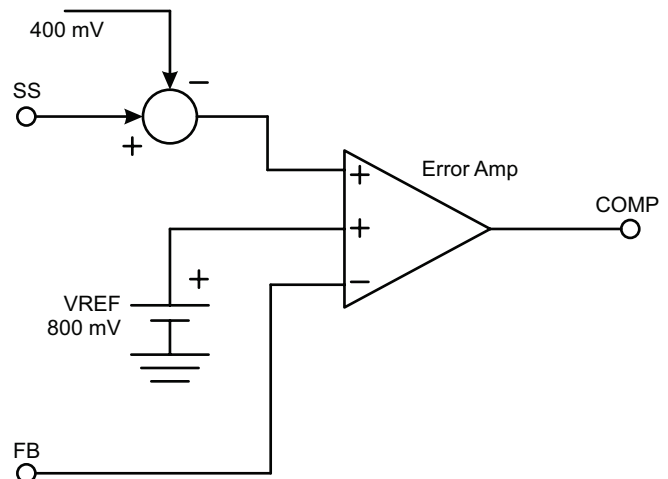 400 mV
−
SS
+
Error Amp
+
COMP
+
+
−
VREF
800 mV
FB